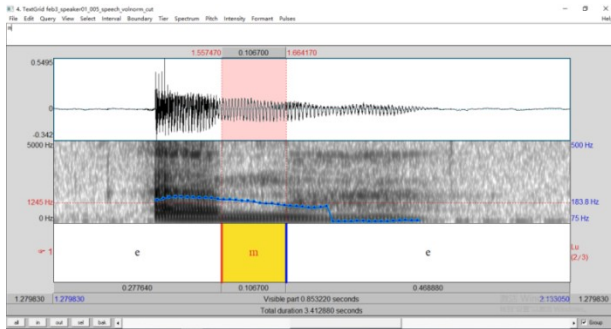 4. TextGrid feb3_speaker01_005_speech_volnorm_cut
File Edit Query View Select Interval Boundary Tier Spectrum Pitch Intensity Formant Pulses Hel
1.557470 0.106700 1.664170
0.5495
0
-0.342
5000 Hz 500 Hz
1245 Hz 183.8 Hz
0 Hz 75 Hz
1 e m e
(2/3)
0.277640 0.106700 0.468880
1.279830 1.279830 Visible part 0.853220 seconds 2.133050 1.279830
Total duration 3.412880 seconds
all in out sel bak Group